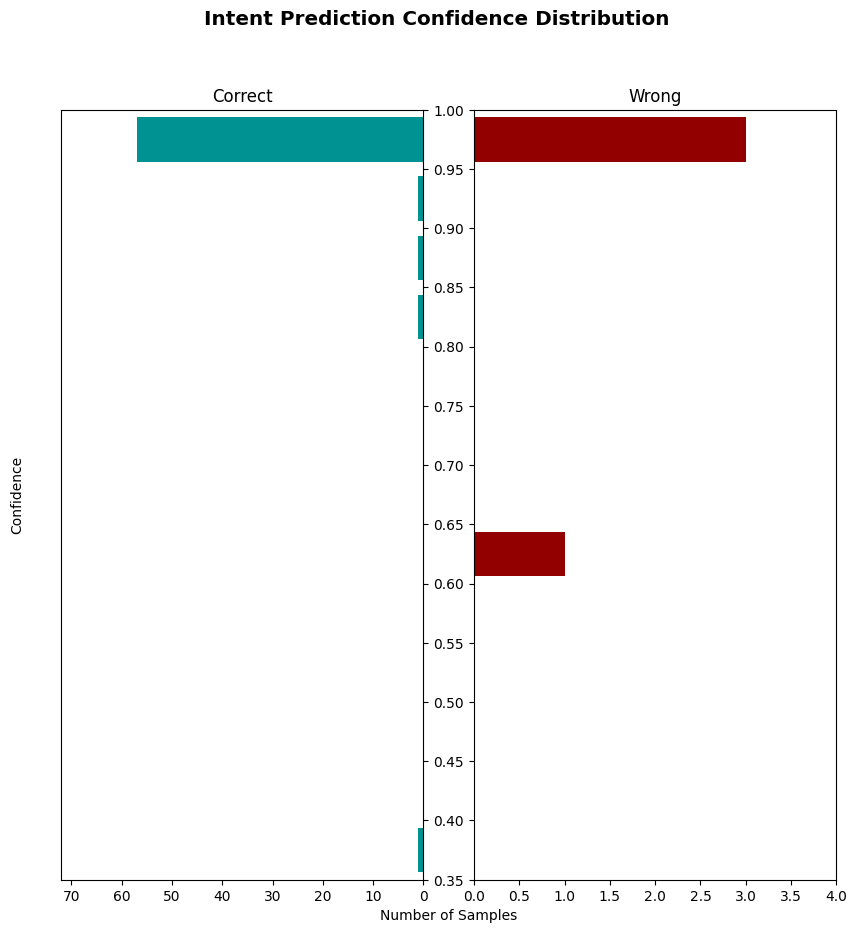 Intent Prediction Confidence Distribution
Correct
Wrong
1.00
0.95
0.90
0.85
0.80
0.75
0.70
0.65
0.60
0.55
0.50
0.45
0.40
0.35
Confidence
70 60 50 40 30 20 10 0
0.0 0.5 1.0 1.5 2.0 2.5 3.0 3.5 4.0
Number of Samples